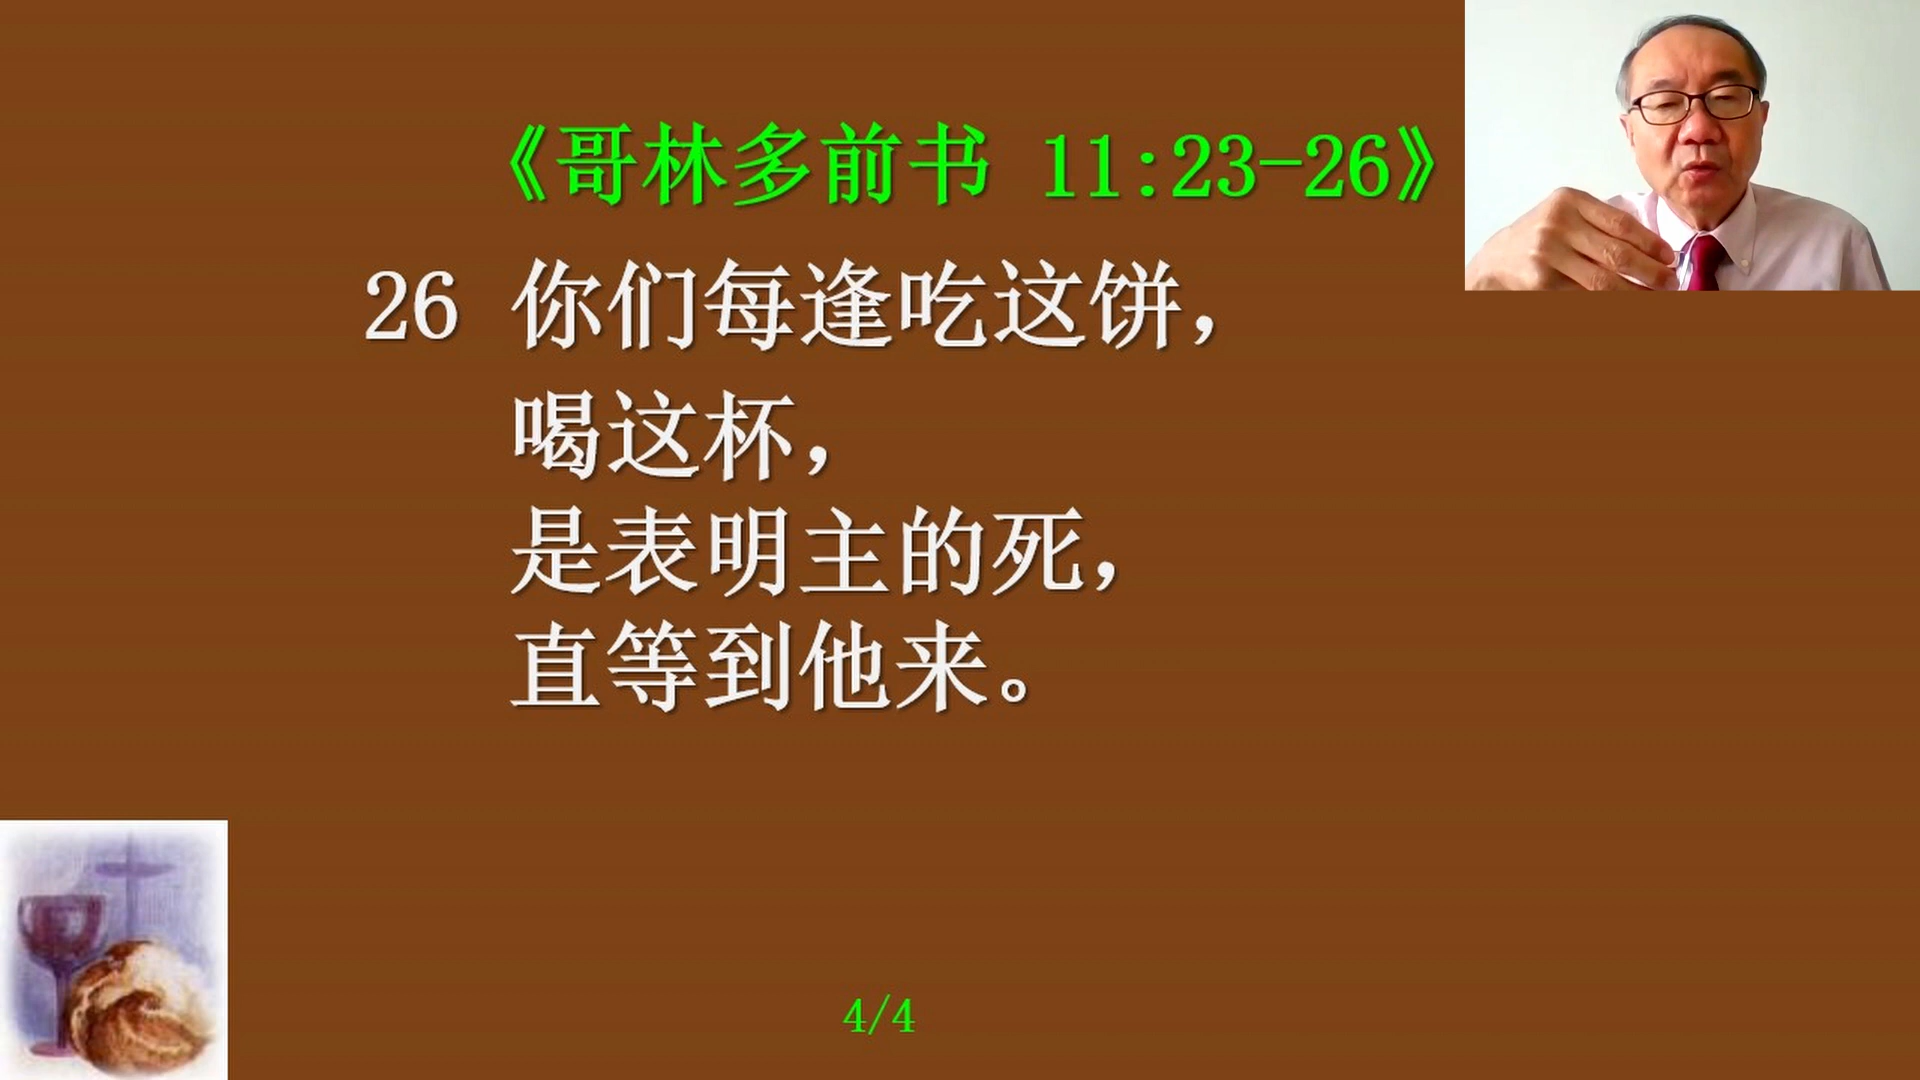 《哥林多前书 11:23-26》
26 你们每逢吃这饼，
喝这杯，
是表明主的死，
直等到他来。
4/4